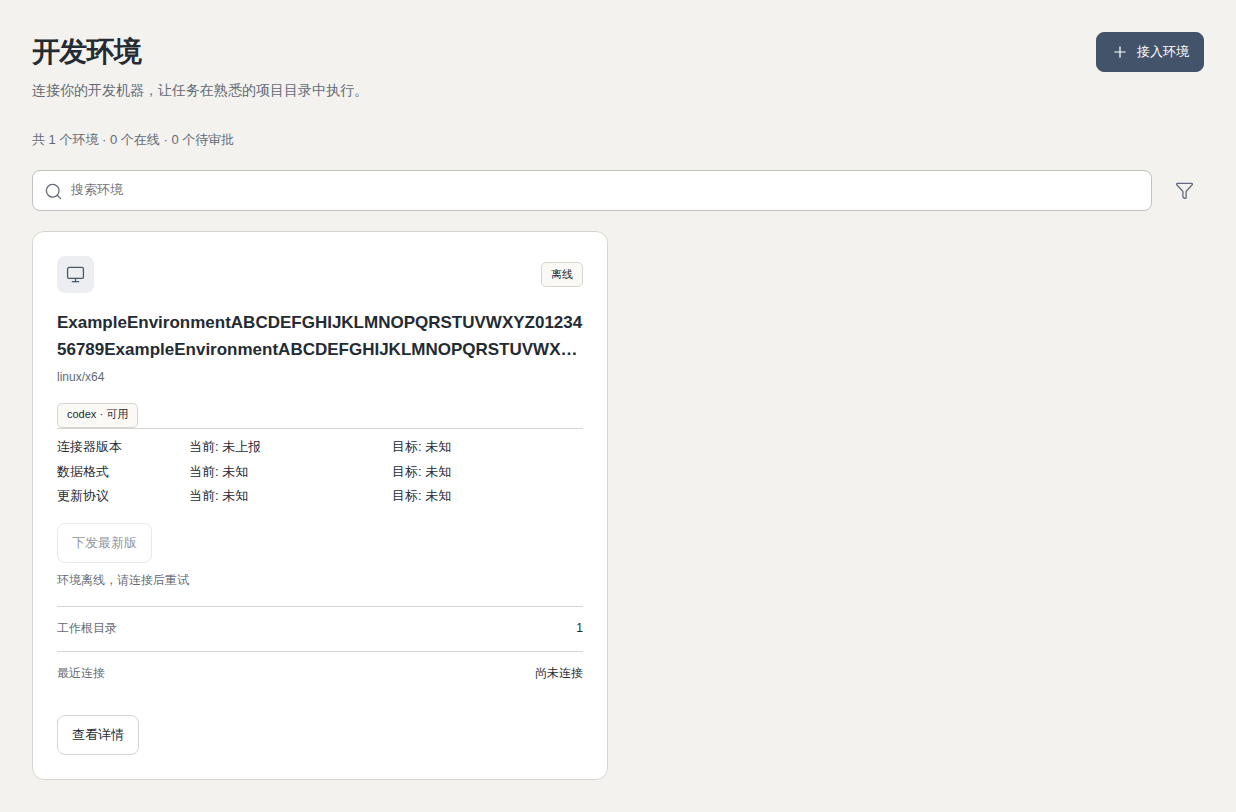 开发环境
接入环境
连接你的开发机器，让任务在熟悉的项目目录中执行。
共 1 个环境 · 0 个在线 · 0 个待审批
搜索环境
离线
ExampleEnvironmentABCDEFGHIJKLMNOPQRSTUVWXYZ01234
56789ExampleEnvironmentABCDEFGHIJKLMNOPQRSTUVWX…
linux/x64
codex · 可用
连接器版本 当前: 未上报 目标: 未知
数据格式 当前: 未知 目标: 未知
更新协议 当前: 未知 目标: 未知
下发最新版
环境离线，请连接后重试
工作根目录 1
最近连接 尚未连接
查看详情